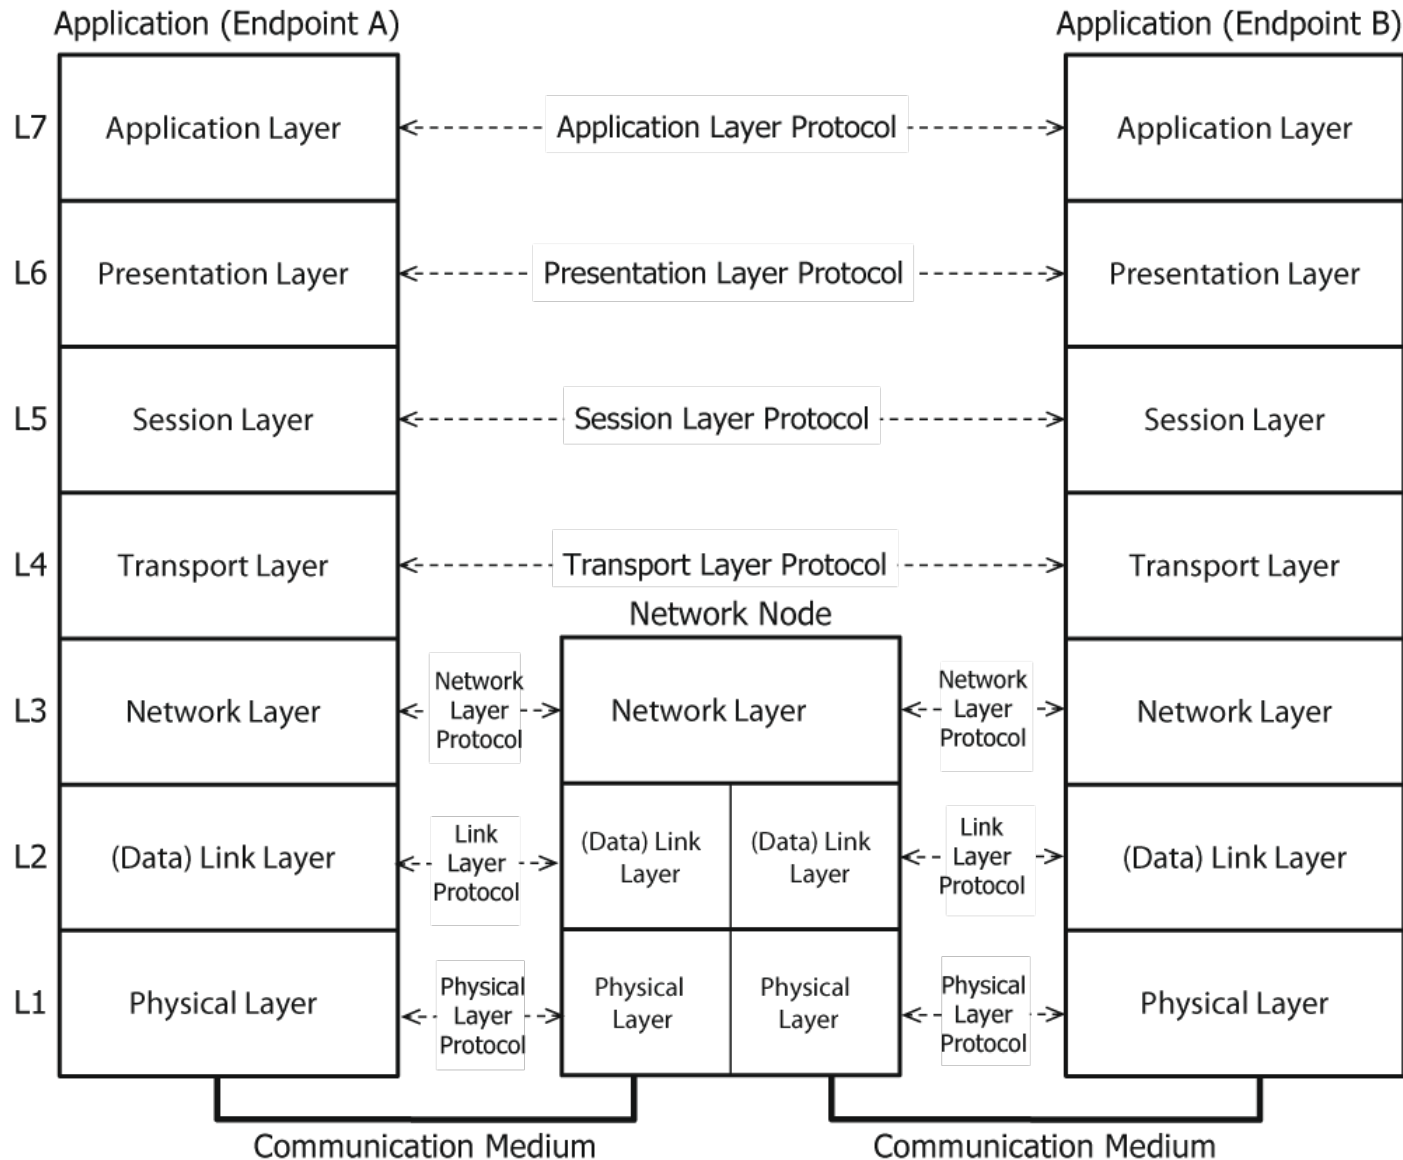 Application (Endpoint A)
Application (Endpoint B)
L7
Application Layer
Application Layer Protocol
Application Layer
L6
Presentation Layer
Presentation Layer Protocol
Presentation Layer
L5
Session Layer
Session Layer Protocol
Session Layer
L4
Transport Layer
Transport Layer Protocol
Transport Layer
Network Node
L3
Network Layer
Network
Layer
Protocol
Network Layer
Network
Layer
Protocol
Network Layer
L2
(Data) Link Layer
Link
Layer
Protocol
(Data) Link
Layer
(Data) Link
Layer
Link
Layer
Protocol
(Data) Link Layer
L1
Physical Layer
Physical
Layer
Protocol
Physical
Layer
Physical
Layer
Physical
Layer
Protocol
Physical Layer
Communication Medium
Communication Medium